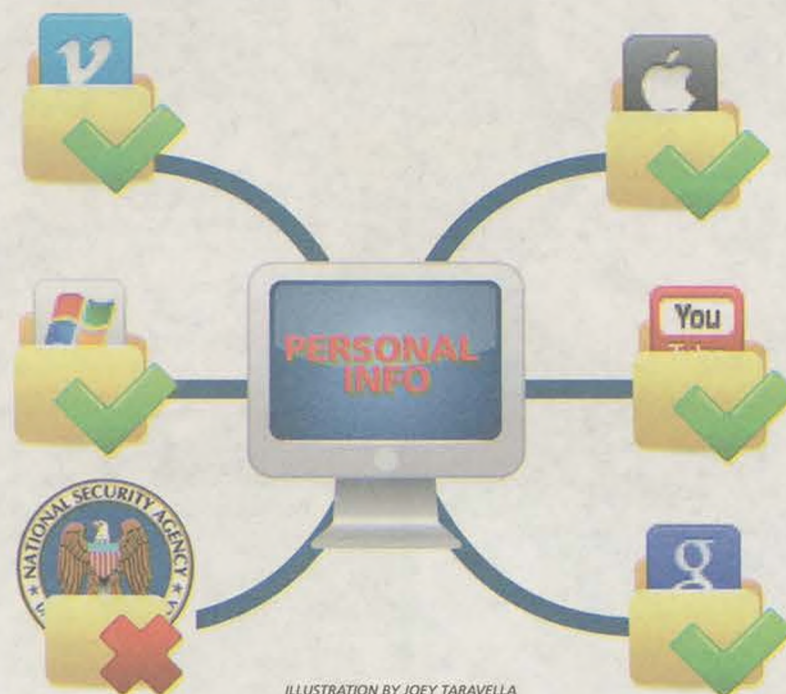 v
You
PERSONAL
INFO
NATIONAL SECURITY AGENCY
g
ILLUSTRATION BY JOEY TARAVELLA